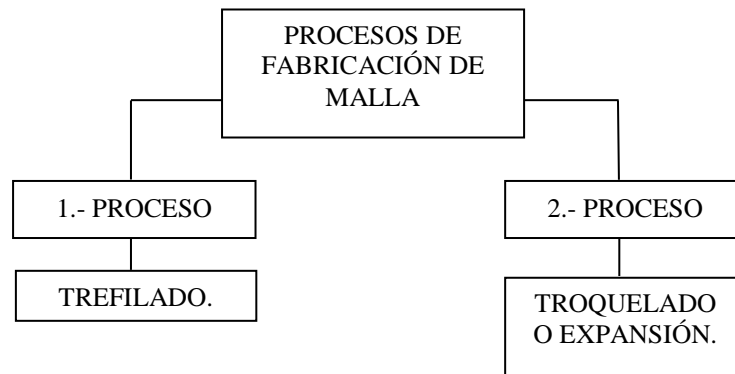 PROCESOS DE
FABRICACIÓN DE
MALLA
1.- PROCESO
2.- PROCESO
TREFILADO.
TROQUELADO
O EXPANSIÓN.